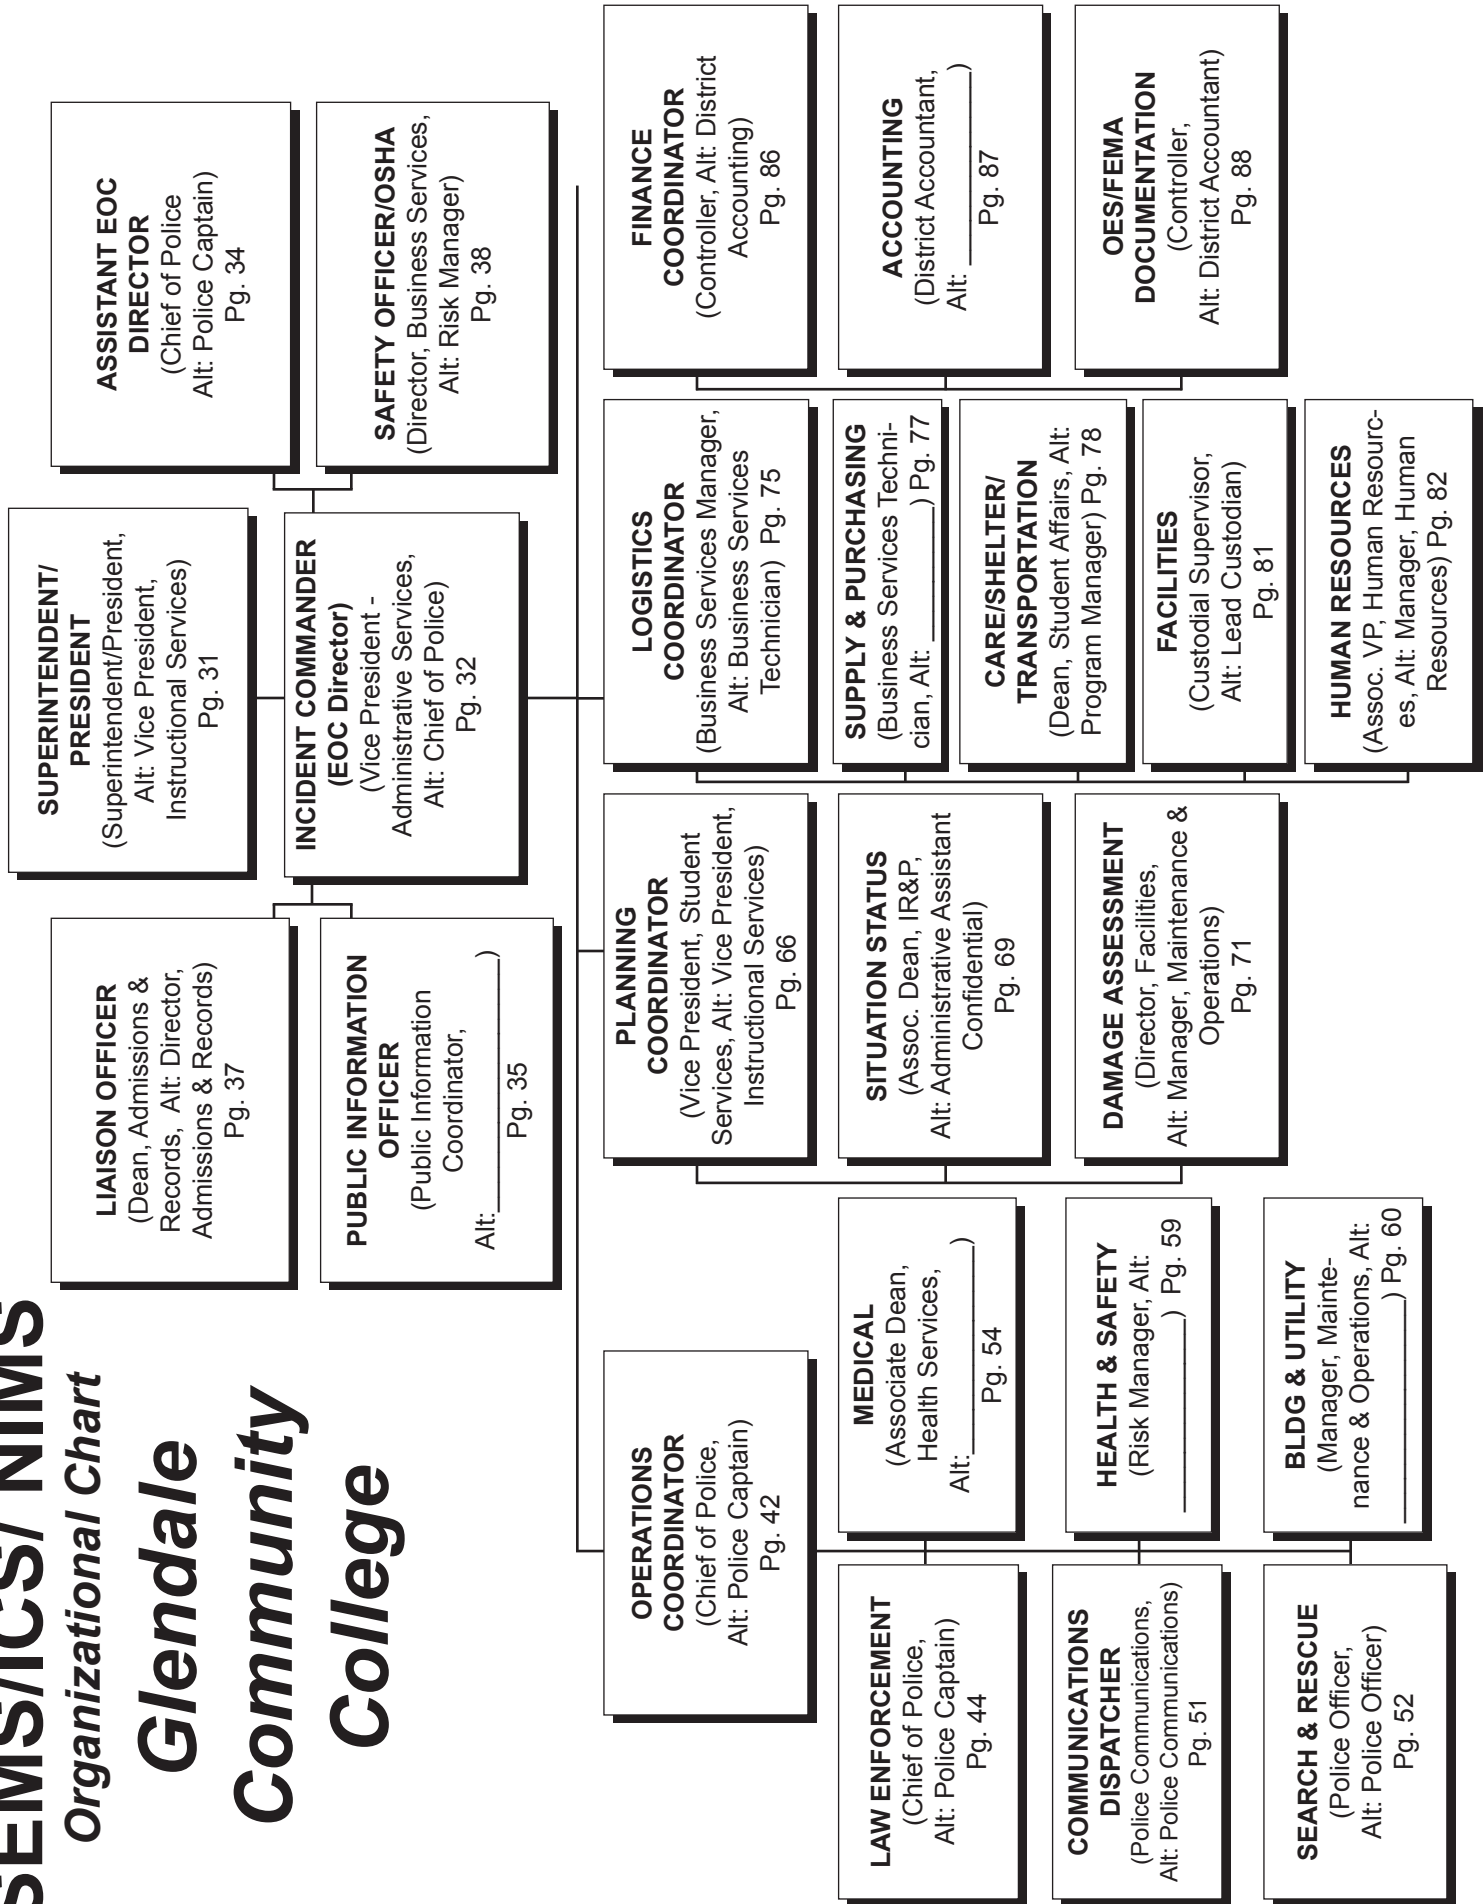 SEMS/ICS/ NIMS
Organizational Chart
Glendale
Community
College
SUPERINTENDENT/
PRESIDENT
(Superintendent/President,
Alt: Vice President,
Instructional Services)
Pg. 31
LIAISON OFFICER
(Dean, Admissions &
Records,  Alt: Director,
Admissions & Records)
Pg. 37
INCIDENT COMMANDER
(EOC Director)
(Vice President -
Administrative Services,
Alt: Chief of Police)
Pg. 32
ASSISTANT EOC
DIRECTOR
(Chief of Police
Alt: Police Captain)
Pg. 34
PUBLIC INFORMATION
OFFICER
(Public Information
Coordinator,
Alt:______________)
Pg. 35
SAFETY OFFICER/OSHA
(Director, Business Services,
Alt: Risk Manager)
Pg. 38
OPERATIONS
COORDINATOR
(Chief of Police,
Alt: Police Captain)
Pg. 42
LAW ENFORCEMENT
(Chief of Police,
Alt: Police Captain)
Pg. 44
MEDICAL
(Associate Dean,
Health Services,
Alt:______________)
Pg. 54
COMMUNICATIONS
DISPATCHER
(Police Communications,
Alt: Police Communications)
Pg. 51
HEALTH & SAFETY
(Risk Manager, Alt:
______________) Pg. 59
SEARCH & RESCUE
(Police Officer,
Alt: Police Officer)
Pg. 52
BLDG & UTILITY
(Manager, Mainte-
nance & Operations, Alt:
______________) Pg. 60
PLANNING
COORDINATOR
(Vice President, Student
Services, Alt: Vice President,
Instructional Services)
Pg. 66
SITUATION STATUS
(Assoc. Dean, IR&P,
Alt: Administrative Assistant
Confidential)
Pg. 69
DAMAGE ASSESSMENT
(Director, Facilities,
Alt: Manager, Maintenance &
Operations)
Pg. 71
LOGISTICS
COORDINATOR
(Business Services Manager,
Alt: Business Services
Technician)  Pg. 75
SUPPLY & PURCHASING
(Business Services Techni-
cian, Alt: _________) Pg. 77
CARE/SHELTER/
TRANSPORTATION
(Dean, Student Affairs, Alt:
Program Manager) Pg. 78
FACILITIES
(Custodial Supervisor,
Alt: Lead Custodian)
Pg. 81
HUMAN RESOURCES
(Assoc. VP, Human Resourc-
es, Alt: Manager, Human
Resources) Pg. 82
FINANCE
COORDINATOR
(Controller, Alt: District
Accounting)
Pg. 86
ACCOUNTING
(District Accountant,
Alt: ______________)
Pg. 87
OES/FEMA
DOCUMENTATION
(Controller,
Alt: District Accountant)
Pg. 88